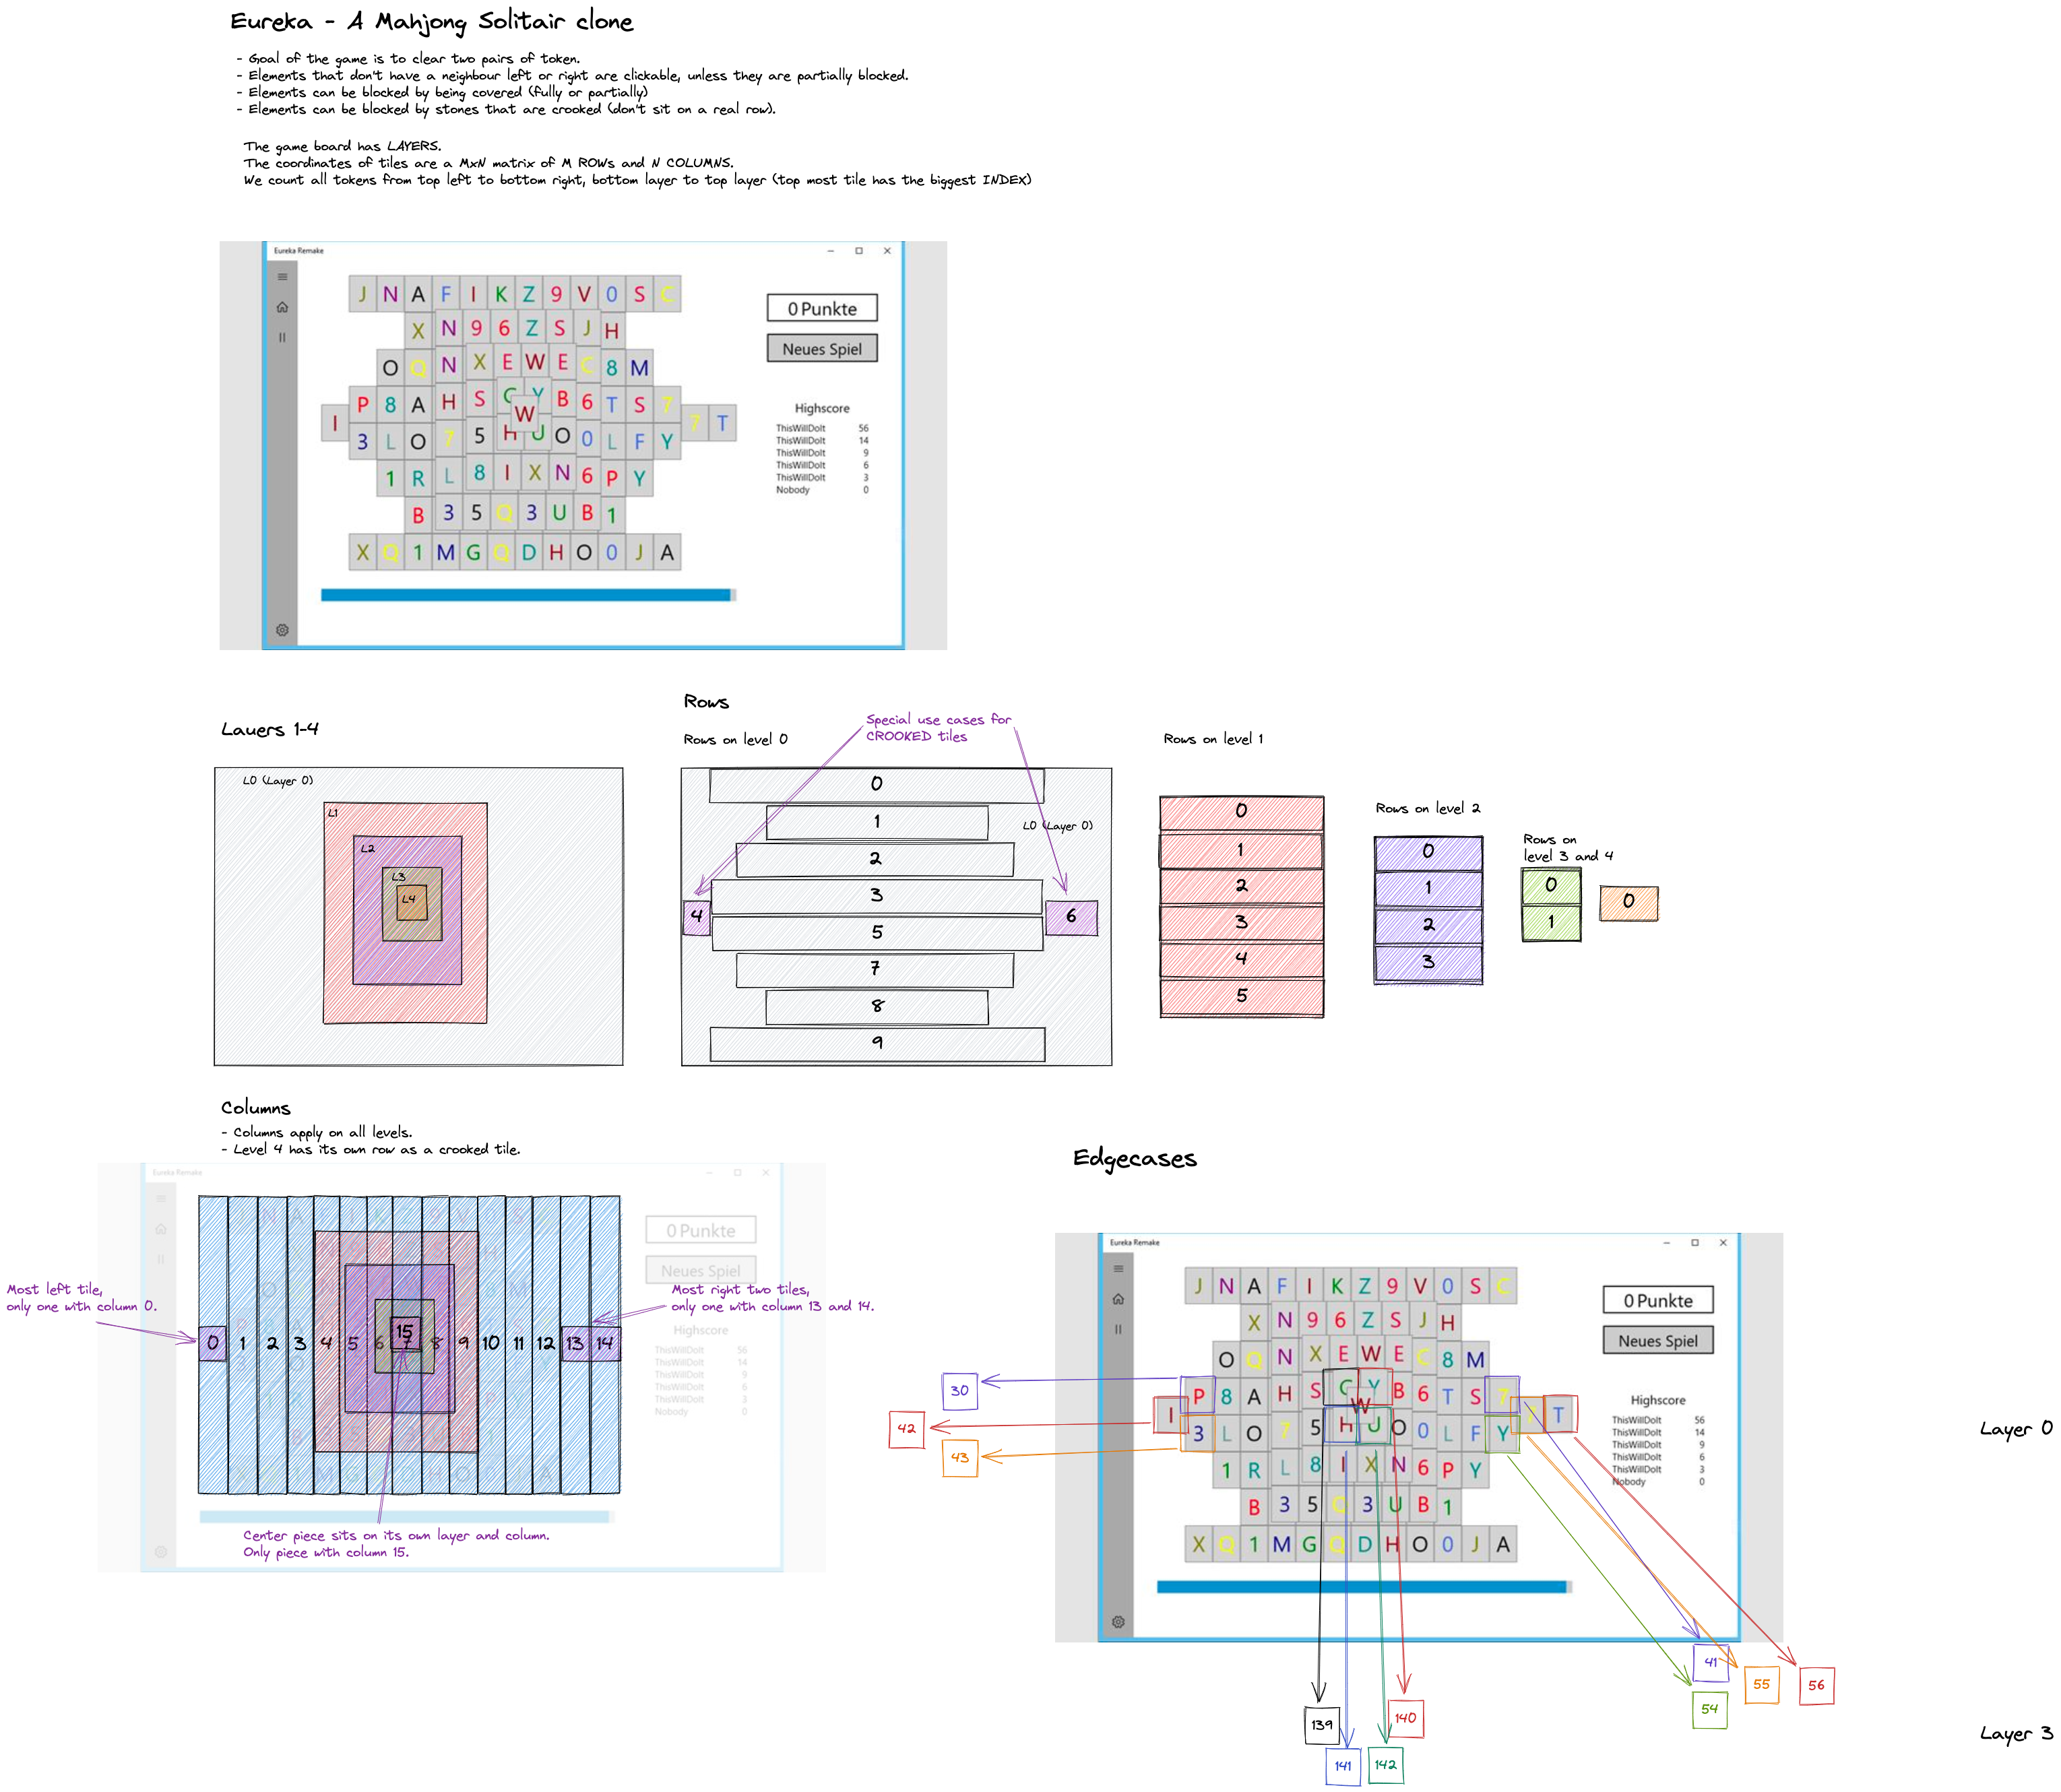 Eureka - A Mahjong Solitair clone
- Goal of the game is to clear two pairs of token.
- Elements that don't have a neighbour left or right are clickable, unless they are partially blocked.
- Elements can be blocked by being covered (fully or partially)
- Elements can be blocked by stones that are crooked (don't sit on a real row).
The game board has LAYERS.
The coordinates of tiles are a MxN matrix of M ROWs and N COLUMNS.
We count all tokens from top left to bottom right, bottom layer to top layer (top most tile has the biggest INDEX)
Eureka Remake
J N A F I K Z 9 V 0 S C
X N 9 6 Z S J H
O Q N X E W E C 8 M
P 8 A H S C Y B 6 T S 7
I W 7 T
3 L O 7 5 H U O 0 L F Y
1 R L 8 I X N 6 P Y
B 3 5 Q 3 U B 1
X Q 1 M G Q D H O 0 J A
0 Punkte
Neues Spiel
Highscore
ThisWillDoIt 56
ThisWillDoIt 14
ThisWillDoIt 9
ThisWillDoIt 6
ThisWillDoIt 3
Nobody 0
Lauers 1-4
L0 (Layer 0)
L1
L2
L3
L4
Rows
Rows on level 0
Special use cases for
CROOKED tiles
L0 (Layer 0)
0
1
2
3
4
6
5
7
8
9
Rows on level 1
0
1
2
3
4
5
Rows on level 2
0
1
2
3
Rows on
level 3 and 4
0
1
0
Columns
- Columns apply on all levels.
- Level 4 has its own row as a crooked tile.
Eureka Remake
0 Punkte
Neues Spiel
Highscore
ThisWillDoIt 56
ThisWillDoIt 14
ThisWillDoIt 9
ThisWillDoIt 6
ThisWillDoIt 3
Nobody 0
Most left tile,
only one with column 0.
Most right two tiles,
only one with column 13 and 14.
15
0 1 2 3 4 5 6 7 8 9 10 11 12 13 14
Center piece sits on its own layer and column.
Only piece with column 15.
Edgecases
Eureka Remake
J N A F I K Z 9 V 0 S C
X N 9 6 Z S J H
O Q N X E W E C 8 M
P 8 A H S C Y B 6 T S 7
I W 7 T
3 L O 7 5 H U O 0 L F Y
1 R L 8 I X N 6 P Y
B 3 5 Q 3 U B 1
X Q 1 M G Q D H O 0 J A
0 Punkte
Neues Spiel
Highscore
ThisWillDoIt 56
ThisWillDoIt 14
ThisWillDoIt 9
ThisWillDoIt 6
ThisWillDoIt 3
Nobody 0
30
42
43
41
55
56
54
139
140
141
142
Layer 0
Layer 3